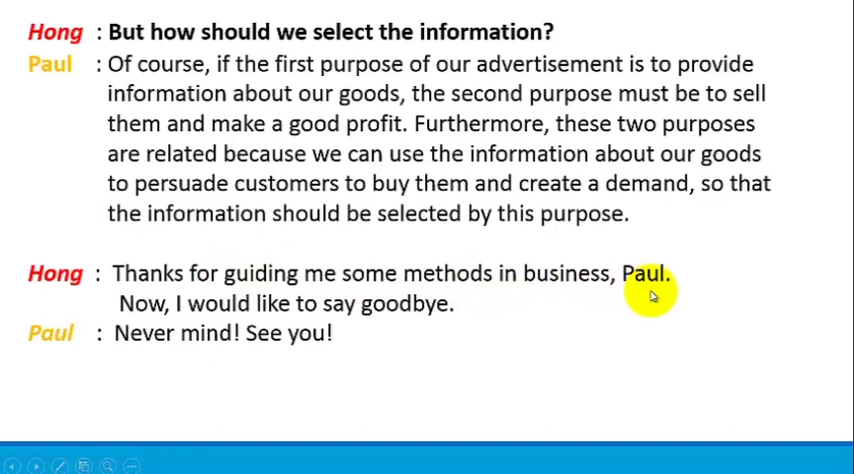 Hong : But how should we select the information?
Paul : Of course, if the first purpose of our advertisement is to provide
information about our goods, the second purpose must be to sell
them and make a good profit. Furthermore, these two purposes
are related because we can use the information about our goods
to persuade customers to buy them and create a demand, so that
the information should be selected by this purpose.
Hong : Thanks for guiding me some methods in business, Paul.
Now, I would like to say goodbye.
Paul : Never mind! See you!